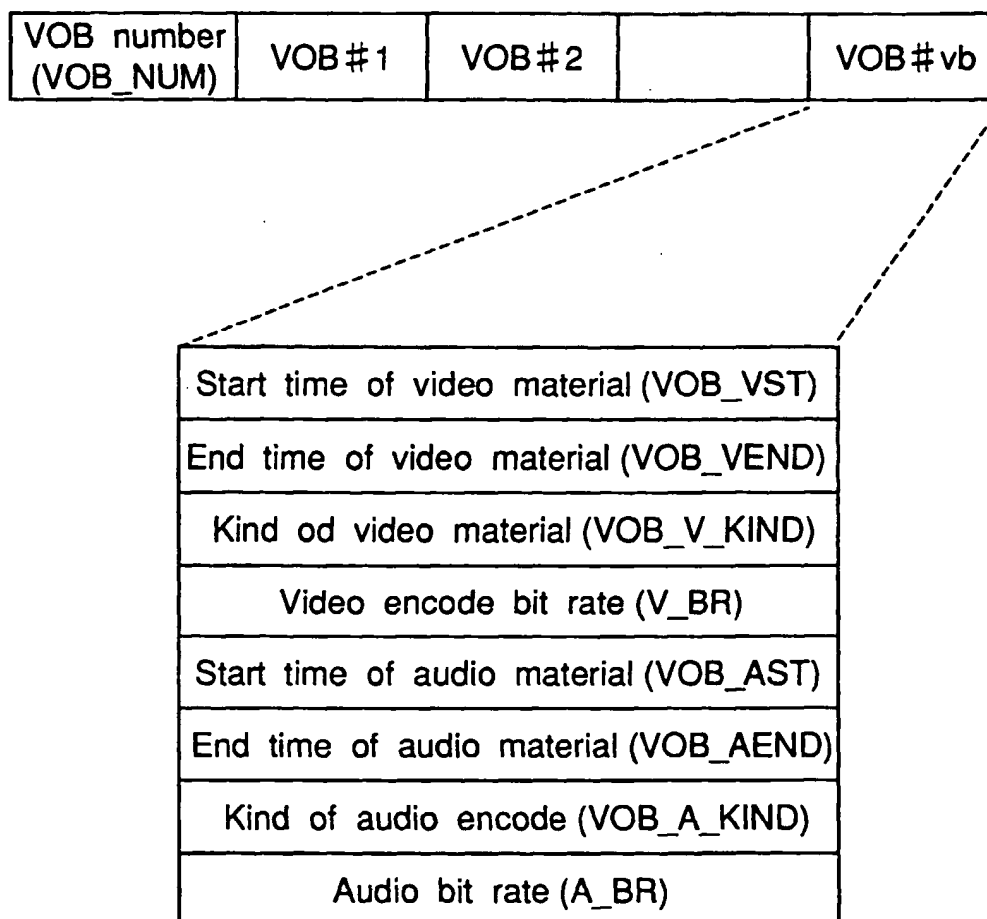 VOB number
(VOB_NUM)
VOB#1
VOB#2
VOB#vb
Start time of video material (VOB_VST)
End time of video material (VOB_VEND)
Kind od video material (VOB_V_KIND)
Video encode bit rate (V_BR)
Start time of audio material (VOB_AST)
End time of audio material (VOB_AEND)
Kind of audio encode (VOB_A_KIND)
Audio bit rate (A_BR)